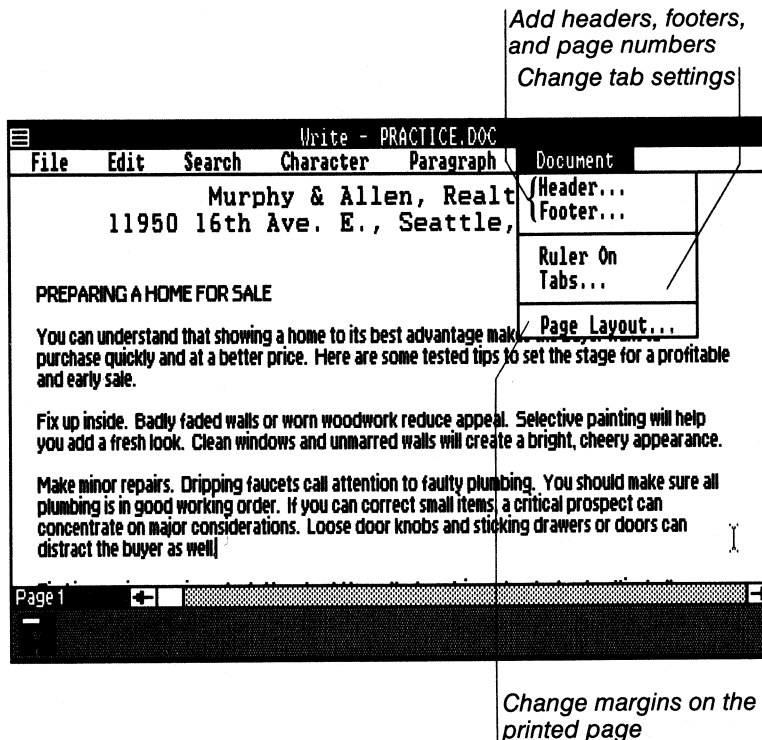 Add headers, footers,
and page numbers
Change tab settings
Write - PRACTICE.DOC
File Edit Search Character Paragraph Document
Header...
Footer...
Ruler On
Tabs...
Page Layout...
Murphy & Allen, Realt
11950 16th Ave. E., Seattle,
PREPARING A HOME FOR SALE
You can understand that showing a home to its best advantage
purchase quickly and at a better price. Here are some tested tips to set the stage for a profitable
and early sale.
Fix up inside. Badly faded walls or worn woodwork reduce appeal. Selective painting will help
you add a fresh look. Clean windows and unmarred walls will create a bright, cheery appearance.
Make minor repairs. Dripping faucets call attention to faulty plumbing. You should make sure all
plumbing is in good working order. If you can correct small items, a critical prospect can
concentrate on major considerations. Loose door knobs and sticking drawers or doors can
distract the buyer as well.
Page 1
Change margins on the
printed page